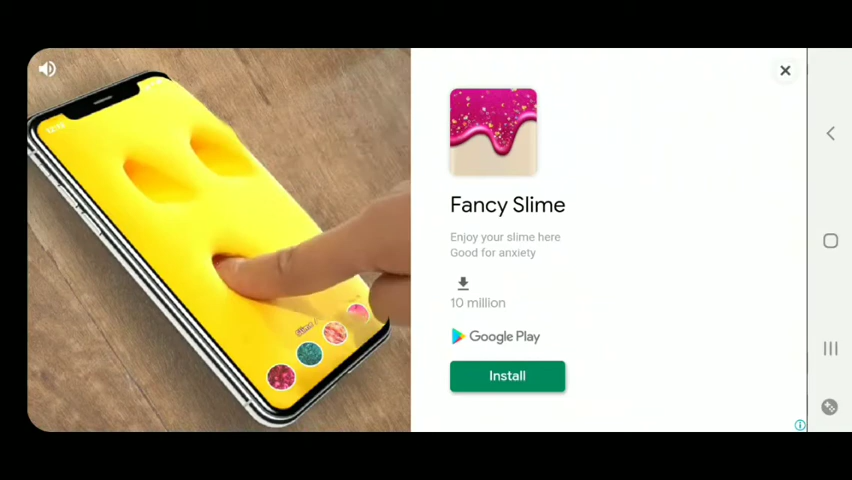 Fancy Slime
Enjoy your slime here
Good for anxiety
10 million
Google Play
Install